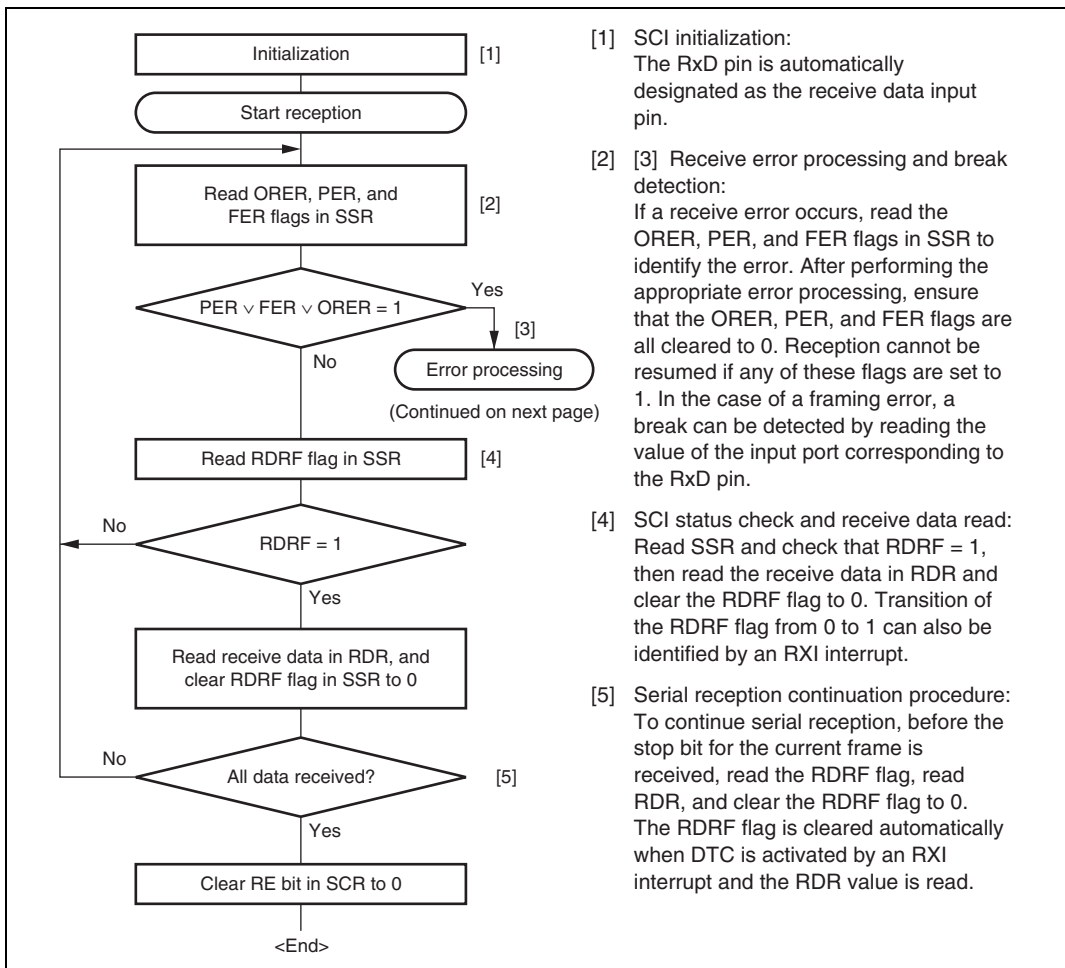 Initialization
[1]
Start reception
Read ORER, PER, and
FER flags in SSR
[2]
PER ∨ FER ∨ ORER = 1
Yes
[3]
No
Error processing
(Continued on next page)
Read RDRF flag in SSR
[4]
No
RDRF = 1
Yes
Read receive data in RDR, and
clear RDRF flag in SSR to 0
No
All data received?
[5]
Yes
Clear RE bit in SCR to 0
<End>
[1] SCI initialization:
The RxD pin is automatically
designated as the receive data input
pin.
[2] [3] Receive error processing and break
detection:
If a receive error occurs, read the
ORER, PER, and FER flags in SSR to
identify the error. After performing the
appropriate error processing, ensure
that the ORER, PER, and FER flags are
all cleared to 0. Reception cannot be
resumed if any of these flags are set to
1. In the case of a framing error, a
break can be detected by reading the
value of the input port corresponding to
the RxD pin.
[4] SCI status check and receive data read:
Read SSR and check that RDRF = 1,
then read the receive data in RDR and
clear the RDRF flag to 0. Transition of
the RDRF flag from 0 to 1 can also be
identified by an RXI interrupt.
[5] Serial reception continuation procedure:
To continue serial reception, before the
stop bit for the current frame is
received, read the RDRF flag, read
RDR, and clear the RDRF flag to 0.
The RDRF flag is cleared automatically
when DTC is activated by an RXI
interrupt and the RDR value is read.